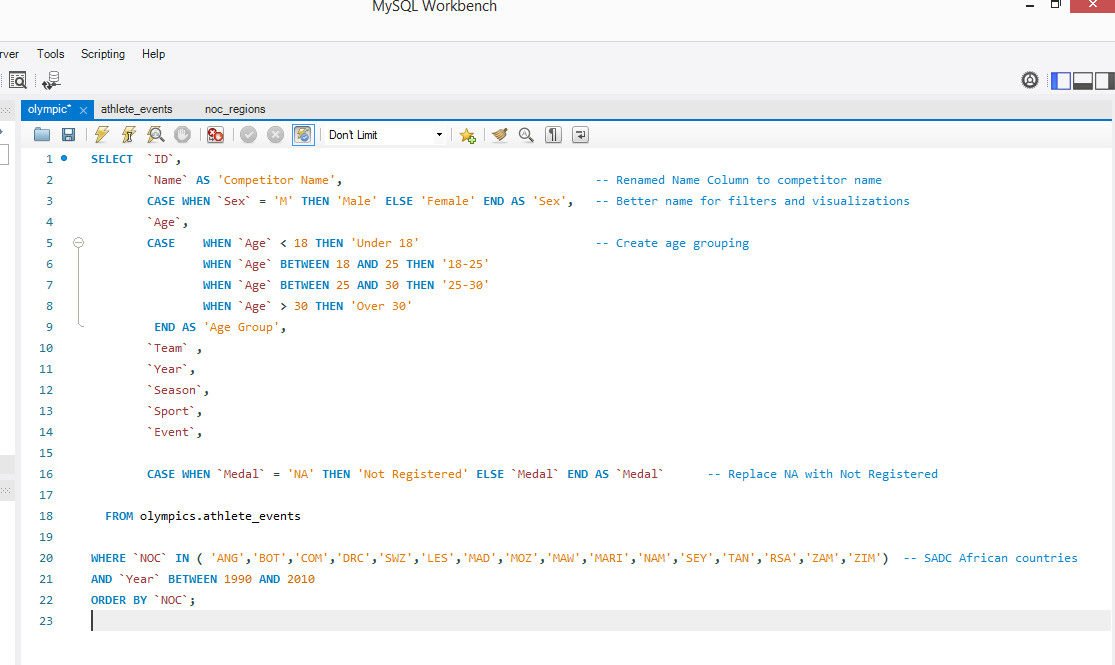 MySQL Workbench
rver Tools Scripting Help
olympic* × athlete_events noc_regions
Don't Limit
1 SELECT `ID`,
2 `Name` AS 'Competitor Name', -- Renamed Name Column to competitor name
3 CASE WHEN `Sex` = 'M' THEN 'Male' ELSE 'Female' END AS 'Sex', -- Better name for filters and visualizations
4 `Age`,
5 CASE WHEN `Age` < 18 THEN 'Under 18' -- Create age grouping
6 WHEN `Age` BETWEEN 18 AND 25 THEN '18-25'
7 WHEN `Age` BETWEEN 25 AND 30 THEN '25-30'
8 WHEN `Age` > 30 THEN 'Over 30'
9 END AS 'Age Group',
10 `Team` ,
11 `Year`,
12 `Season`,
13 `Sport`,
14 `Event`,
15
16 CASE WHEN `Medal` = 'NA' THEN 'Not Registered' ELSE `Medal` END AS `Medal` -- Replace NA with Not Registered
17
18 FROM olympics.athlete_events
19
20 WHERE `NOC` IN ( 'ANG','BOT','COM','DRC','SWZ','LES','MAD','MOZ','MAW','MARI','NAM','SEY','TAN','RSA','ZAM','ZIM') -- SADC African countries
21 AND `Year` BETWEEN 1990 AND 2010
22 ORDER BY `NOC`;
23